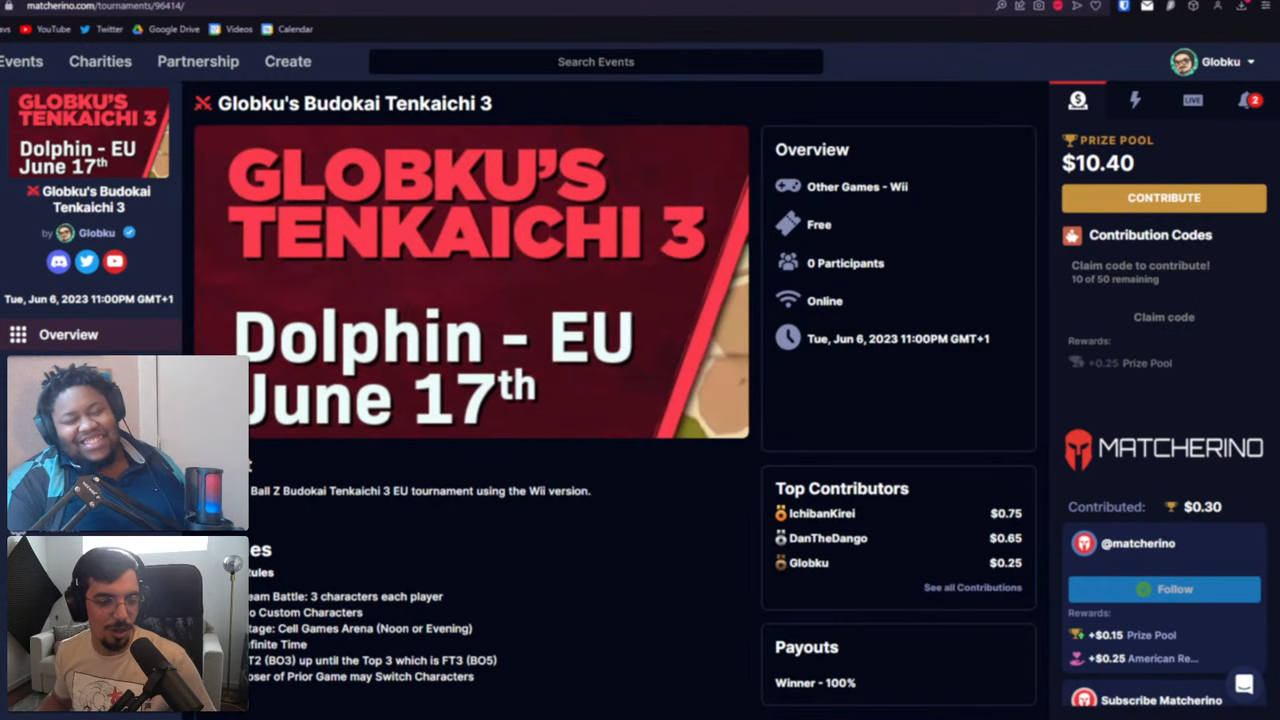 matcherino.com/tournaments/96414/
YouTube
Twitter
Google Drive
Videos
Calendar
Events
Charities
Partnership
Create
Search Events
Globku
GLOBKU'S
TENKAICHI 3
Dolphin - EU
June 17th
Globku's Budokai
Tenkaichi 3
by Globku
Tue, Jun 6, 2023 11:00PM GMT+1
Overview
Globku's Budokai Tenkaichi 3
GLOBKU'S
TENKAICHI 3
Dolphin - EU
June 17th
Ball Z Budokai Tenkaichi 3 EU tournament using the Wii version.
3 characters each player
Custom Characters
Cell Games Arena (Noon or Evening)
Time
(BO3) up until the Top 3 which is FT3 (BO5)
of Prior Game may Switch Characters
Overview
Other Games - Wii
Free
0 Participants
Online
Tue, Jun 6, 2023 11:00PM GMT+1
Top Contributors
IchibanKirei $0.75
DanTheDango $0.65
Globku $0.25
See all Contributions
Payouts
Winner - 100%
LIVE
2
PRIZE POOL
$10.40
CONTRIBUTE
Contribution Codes
Claim code to contribute!
10 of 50 remaining
Claim code
Rewards:
+0.25 Prize Pool
MATCHERINO
Contributed: $0.30
@matcherino
Follow
Rewards:
+$0.15 Prize Pool
+$0.25 American Re...
Subscribe Matcherino